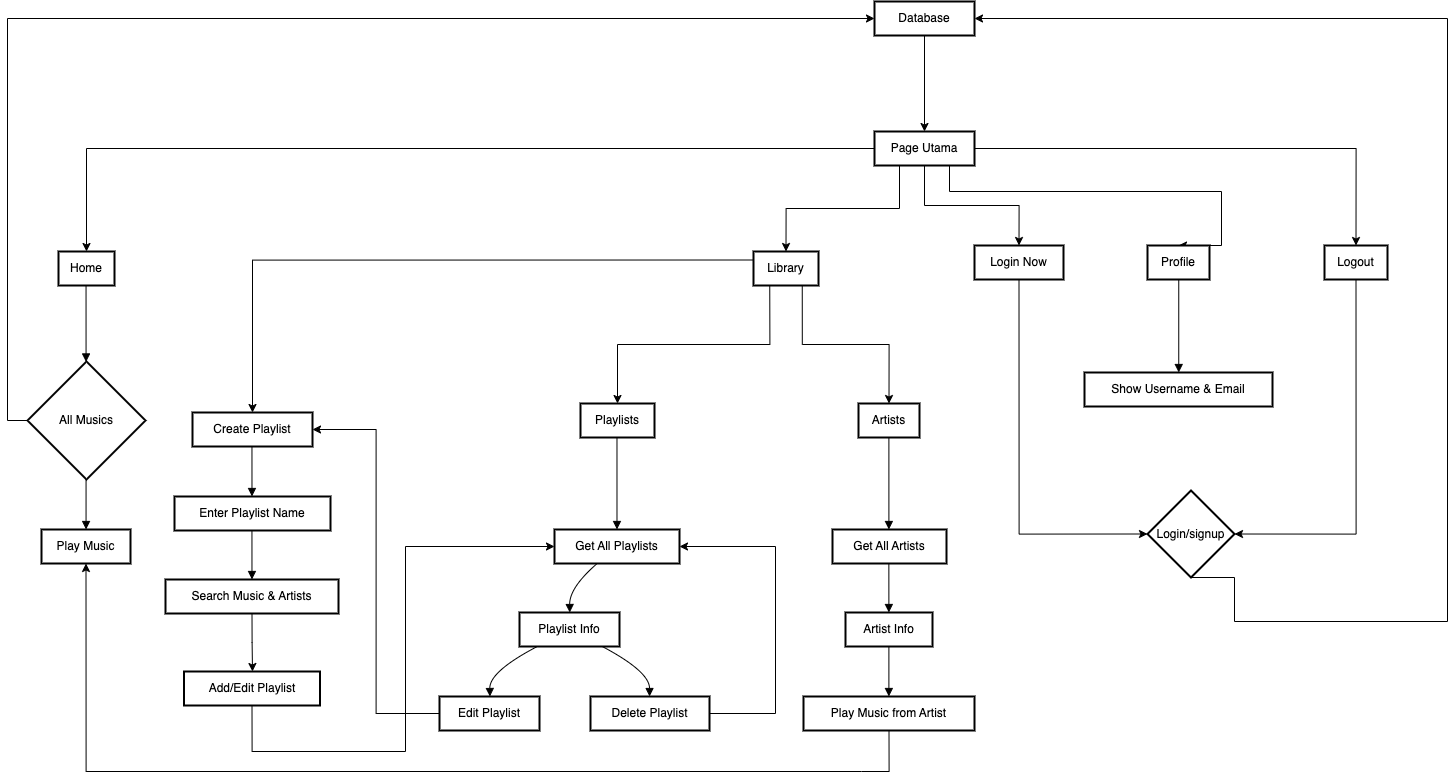 Database
Page Utama
Home
Library
Login Now
Profile
Logout
Show Username & Email
All Musics
Create Playlist
Playlists
Artists
Enter Playlist Name
Login/signup
Play Music
Get All Playlists
Get All Artists
Search Music & Artists
Playlist Info
Artist Info
Add/Edit Playlist
Edit Playlist
Delete Playlist
Play Music from Artist